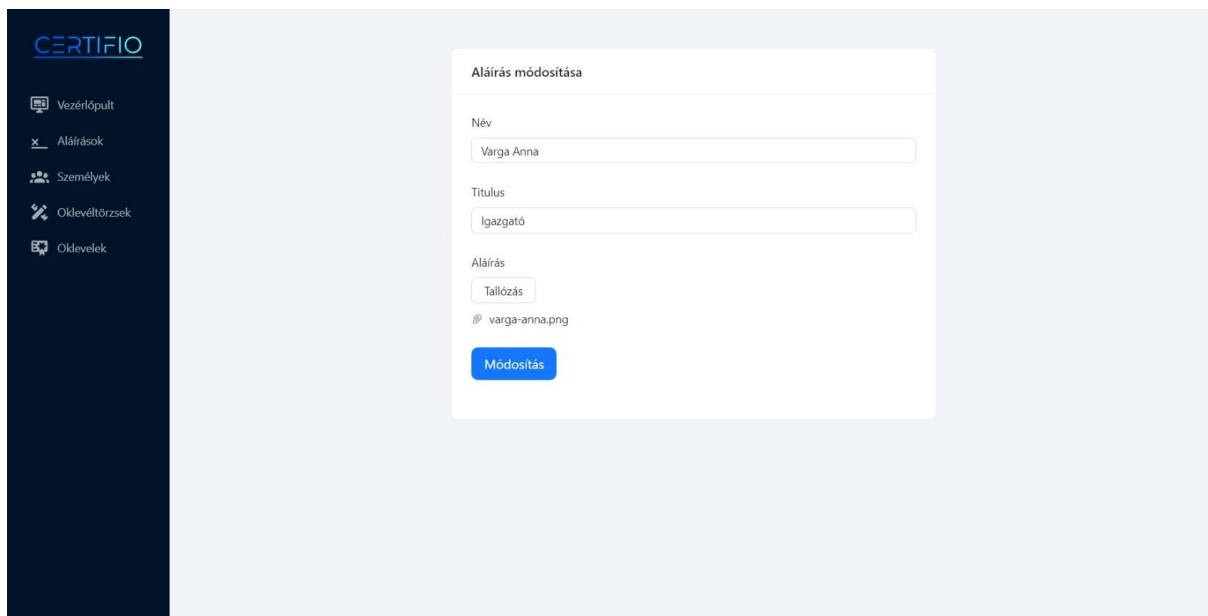 CERTIFIO
Vezérlőpult
Aláírások
Személyek
Oklevéltörzsek
Oklevelek
Aláírás módosítása
Név
Varga Anna
Titulus
Igazgató
Aláírás
Tallózás
varga-anna.png
Módosítás